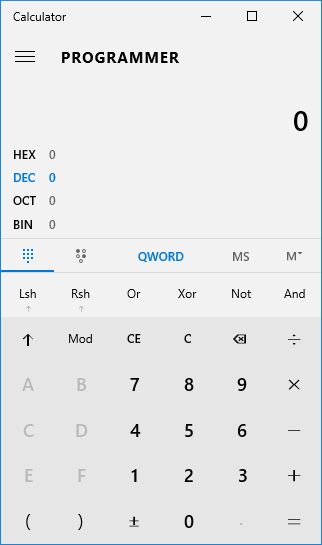 Calculator
PROGRAMMER
0
HEX 0
DEC 0
OCT 0
BIN 0
QWORD MS M
Lsh Rsh Or Xor Not And
↑ Mod CE C ÷
A B 7 8 9 ×
C D 4 5 6 −
E F 1 2 3 +
( ) ± 0 . =